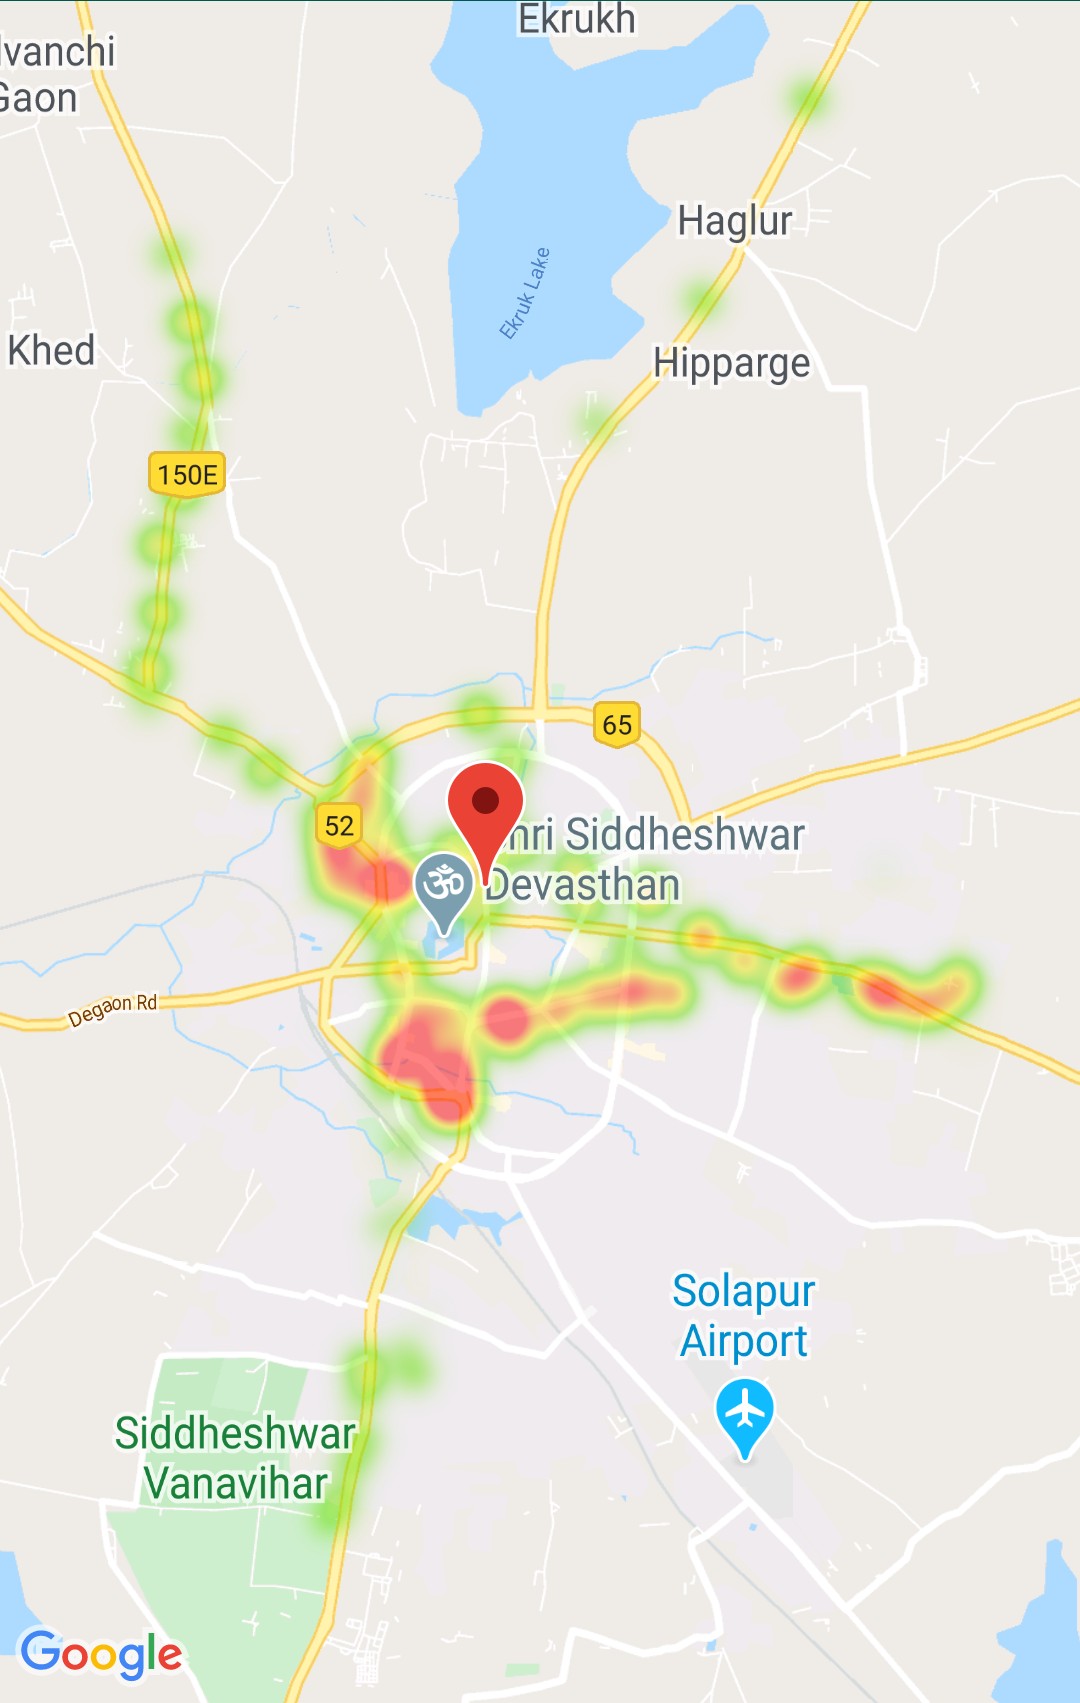 Ekrukh
lvanchi
Gaon
Haglur
Ekruk Lake
Khed
Hipparge
150E
65
52
hri Siddheshwar
Devasthan
ॐ
Degaon Rd
Solapur
Airport
Siddheshwar
Vanavihar
Google